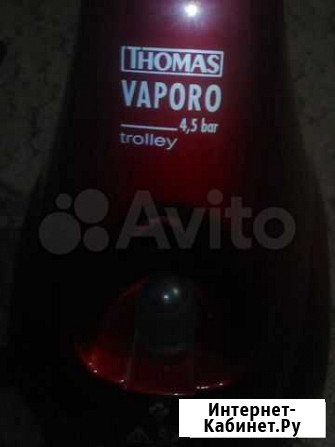 THOMAS
VAPORO
4,5 bar
trolley
Avito
Интернет-
Кабинет.Ру